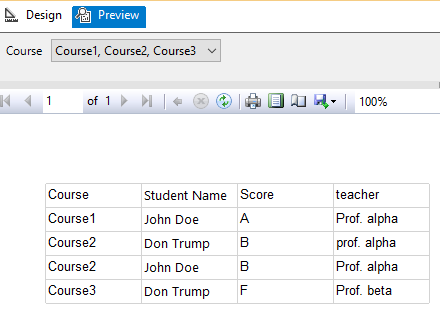 Design Preview
Course Course1, Course2, Course3
1 of 1 100%
Course Student Name Score teacher
Course1 John Doe A Prof. alpha
Course2 Don Trump B prof. alpha
Course2 John Doe B Prof. alpha
Course3 Don Trump F Prof. beta